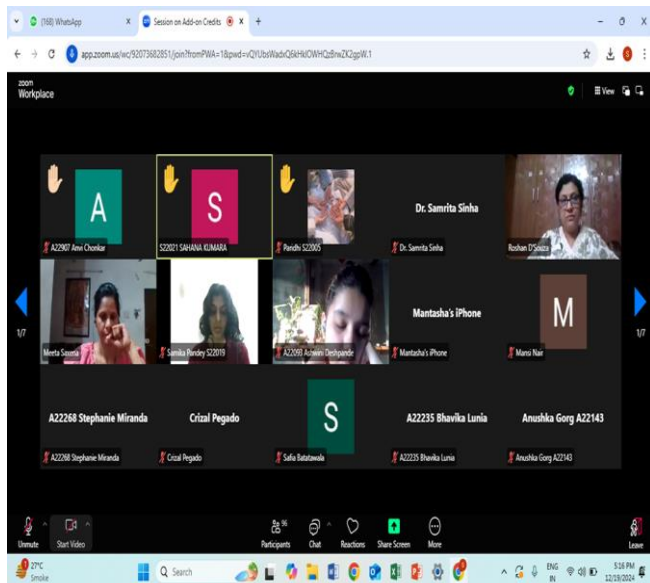 (168) WhatsApp
Session on Add-on Credits
app.zoom.us/wc/92073682851/join?fromPWA=1&pwd=vQYUbsWadxQ6kHkIOWHQzBrwZK2gpW.1
zoom
Workplace
View
A
S
Dr. Samrita Sinha
A22907 Anvi Chonkar
S22021 SAHANA KUMARA
Paridhi S22005
Dr. Samrita Sinha
Roshan D'Souza
Mantasha's iPhone
M
1/7
1/7
Meeta Saxena
Samika Pandey S22019
A22093 Ashwini Deshpande
Mantasha's iPhone
Mansi Nair
A22268 Stephanie Miranda
Crizal Pegado
S
A22235 Bhavika Lunia
Anushka Gorg A22143
A22268 Stephanie Miranda
Crizal Pegado
Safia Batatawala
A22235 Bhavika Lunia
Anushka Gorg A22143
96
Unmute
Start Video
Participants
Chat
Reactions
Share Screen
More
Leave
27°C
Smoke
Search
ENG
IN
5:16 PM
12/19/2024